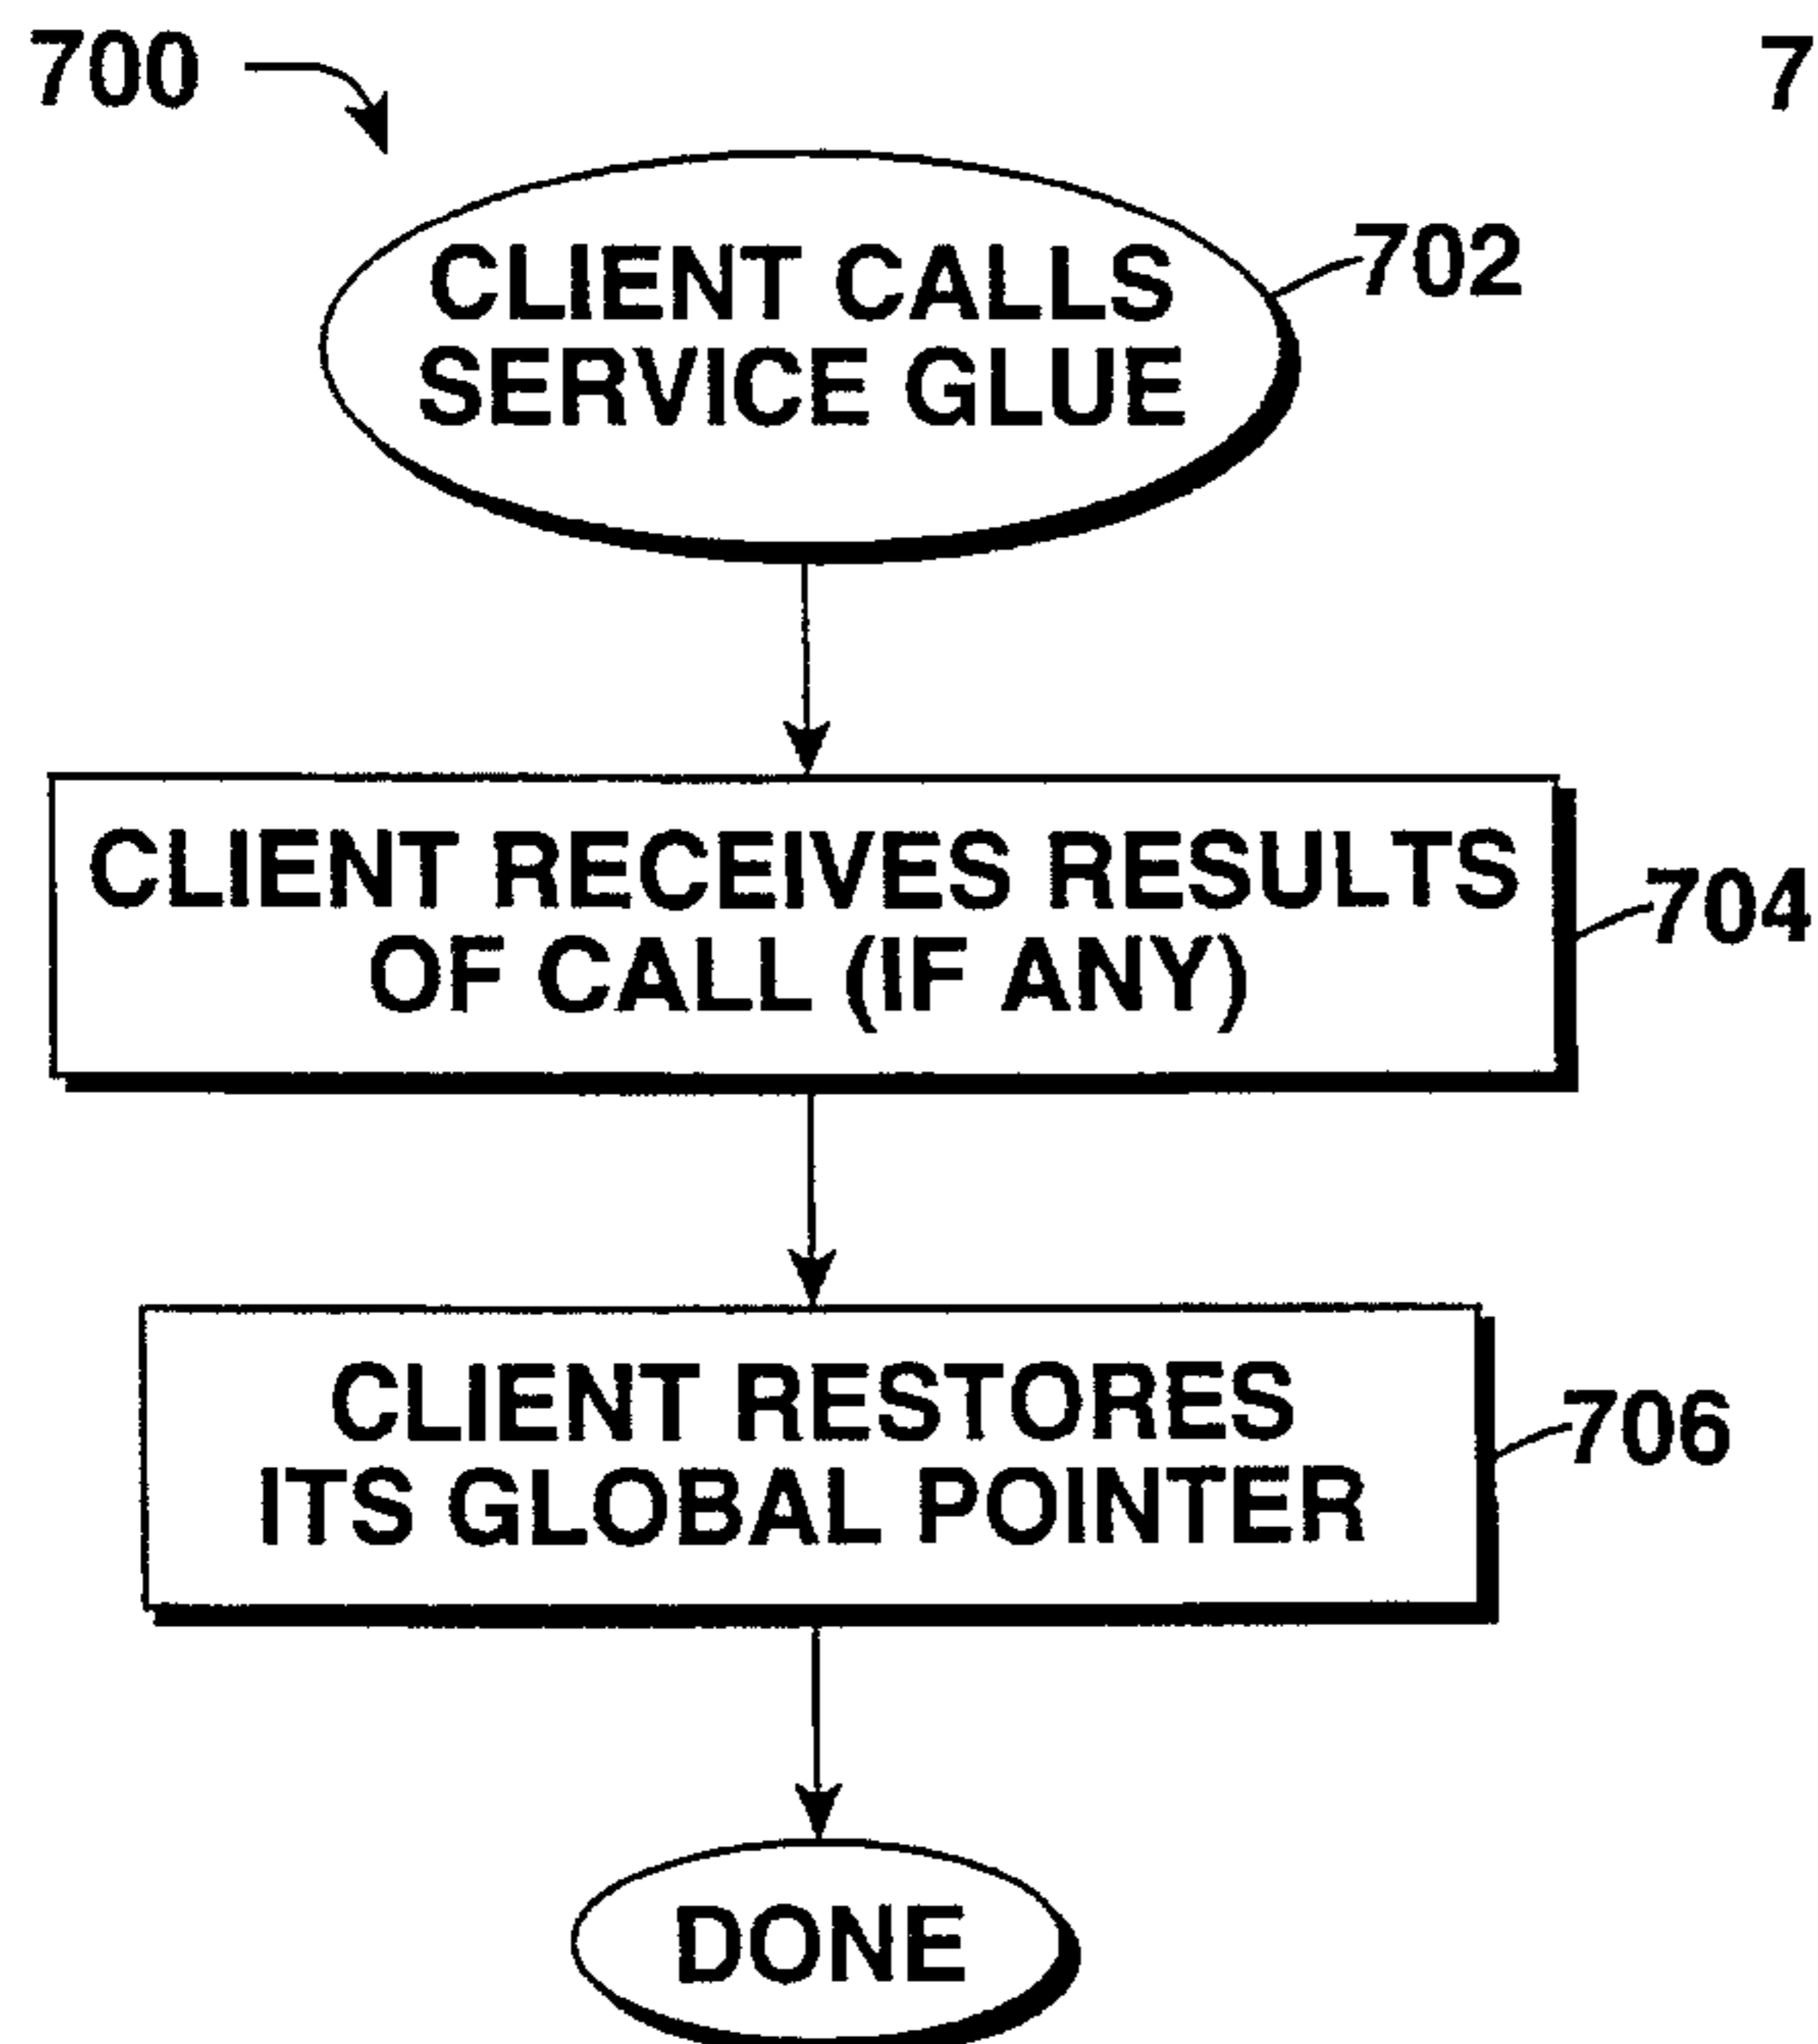 700
7
CLIENT CALLS
SERVICE GLUE
702
CLIENT RECEIVES RESULTS
OF CALL (IF ANY)
704
CLIENT RESTORES
ITS GLOBAL POINTER
706
DONE